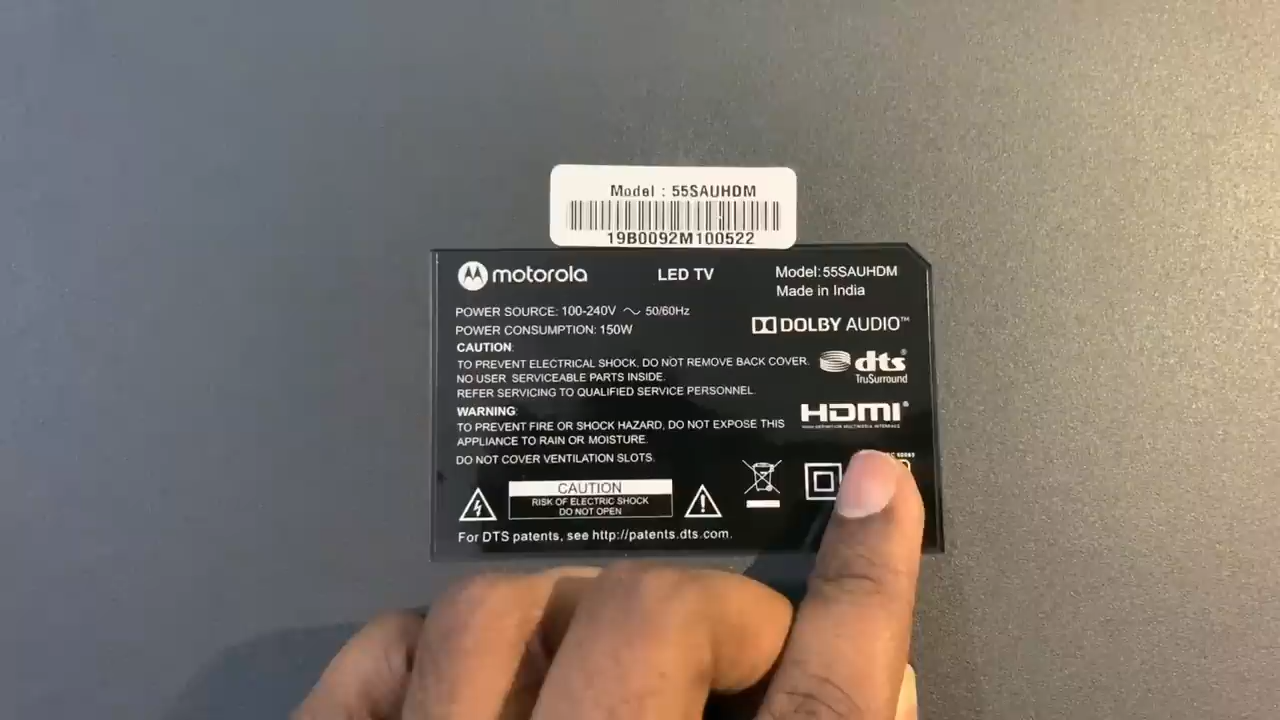 Model : 55SAUHDM
19B0092M100522
motorola LED TV Model:55SAUHDM
Made in India
POWER SOURCE: 100-240V ~ 50/60Hz
POWER CONSUMPTION: 150W
DOLBY AUDIO™
CAUTION:
TO PREVENT ELECTRICAL SHOCK, DO NOT REMOVE BACK COVER.
NO USER SERVICEABLE PARTS INSIDE.
REFER SERVICING TO QUALIFIED SERVICE PERSONNEL.
dts®
TruSurround
WARNING:
TO PREVENT FIRE OR SHOCK HAZARD, DO NOT EXPOSE THIS
APPLIANCE TO RAIN OR MOISTURE.
DO NOT COVER VENTILATION SLOTS.
HDMI®
HIGH-DEFINITION MULTIMEDIA INTERFACE
CAUTION
RISK OF ELECTRIC SHOCK
DO NOT OPEN
For DTS patents, see http://patents.dts.com.